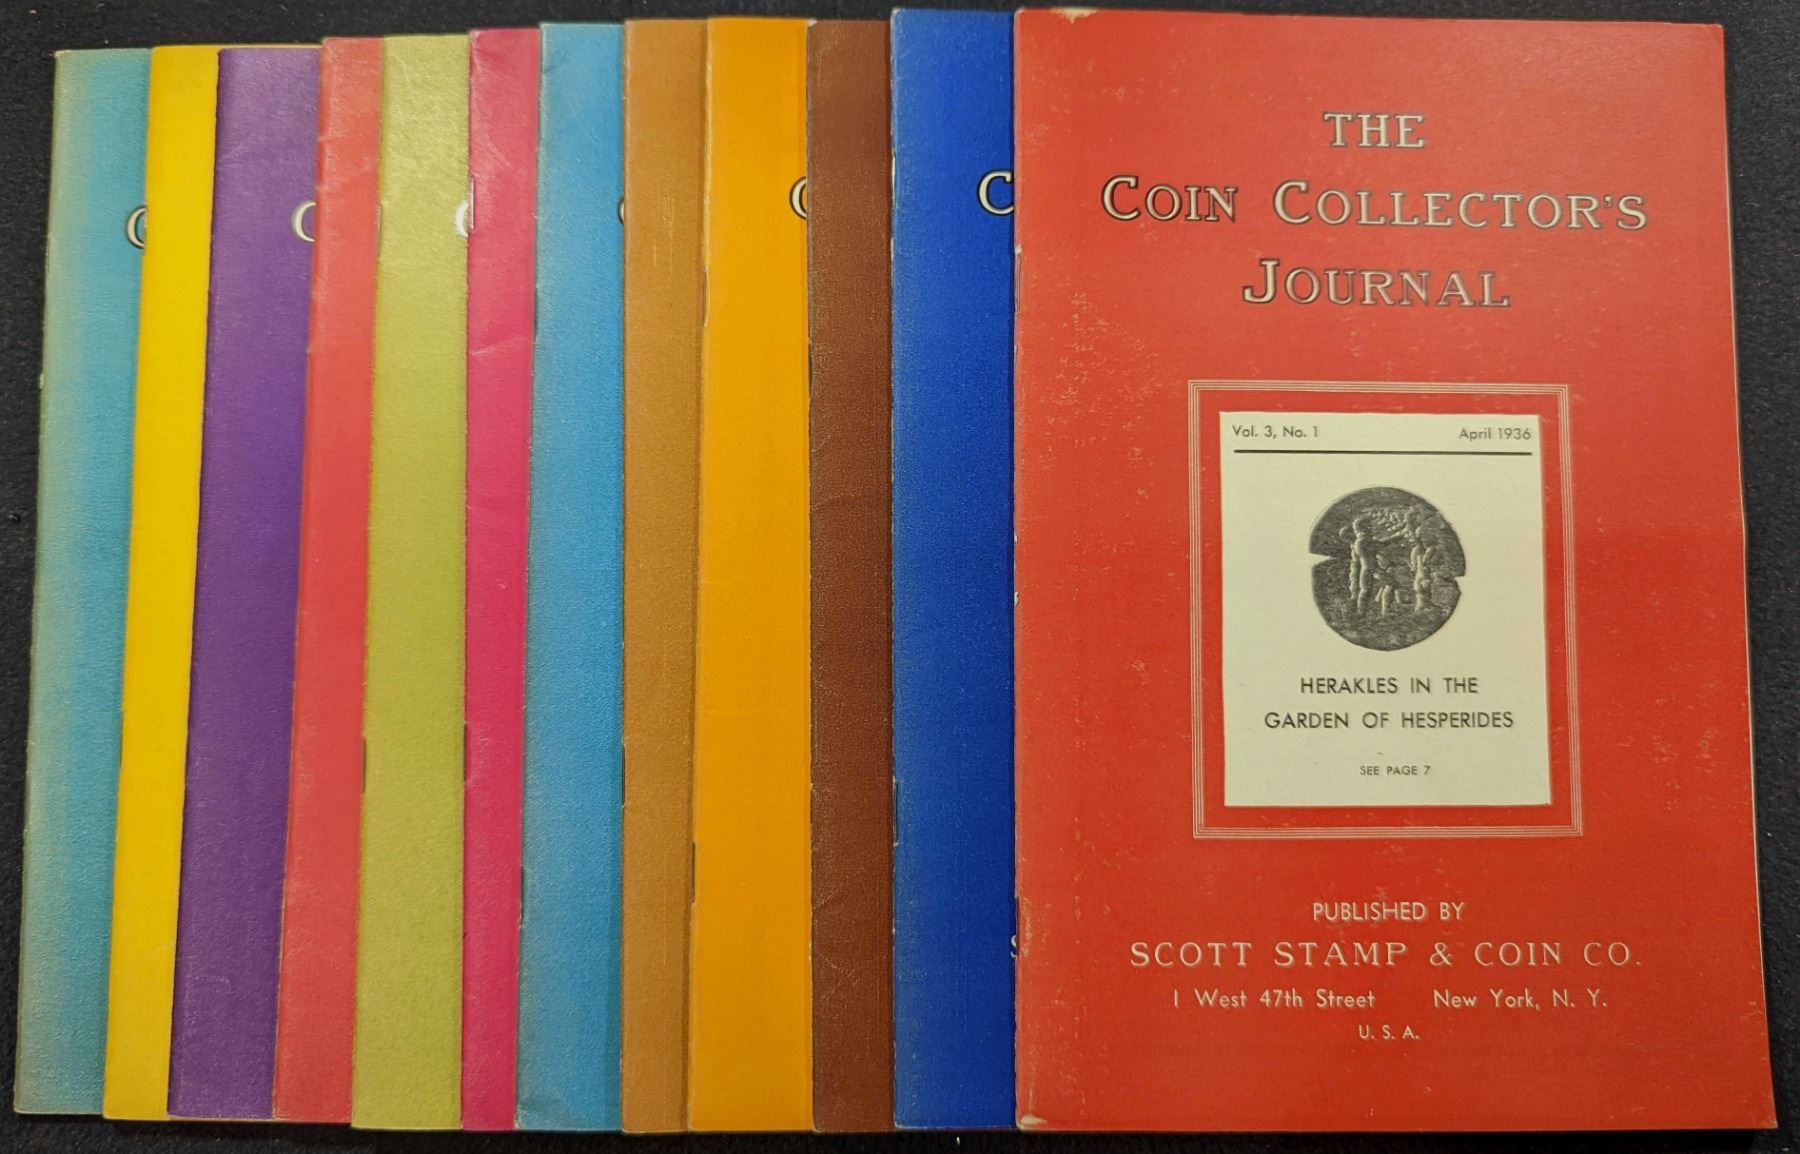 THE
COIN COLLECTOR'S
JOURNAL
Vol. 3, No. 1 April 1936
HERAKLES IN THE
GARDEN OF HESPERIDES
SEE PAGE 7
PUBLISHED BY
SCOTT STAMP & COIN CO.
1 West 47th Street New York, N. Y.
U. S. A.